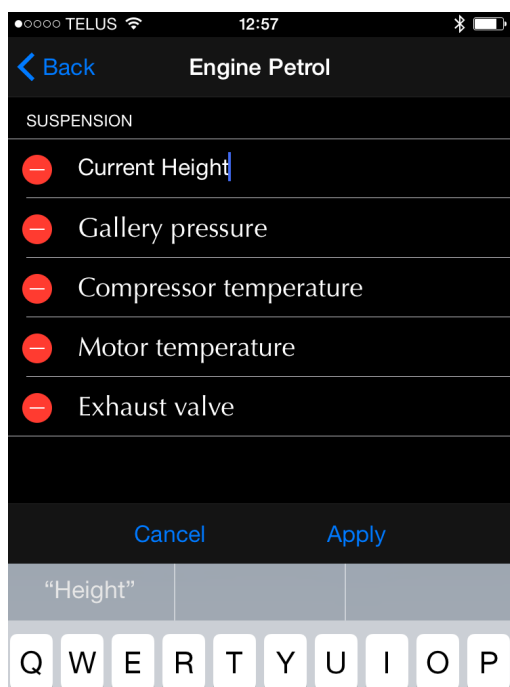 TELUS 12:57
Back Engine Petrol
SUSPENSION
Current Height
Gallery pressure
Compressor temperature
Motor temperature
Exhaust valve
Cancel Apply
“Height”
Q W E R T Y U I O P